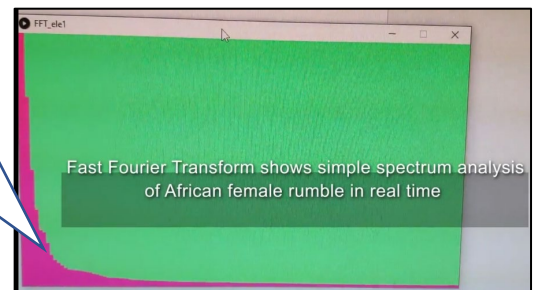 FFT_ele1
Fast Fourier Transform shows simple spectrum analysis
of African female rumble in real time